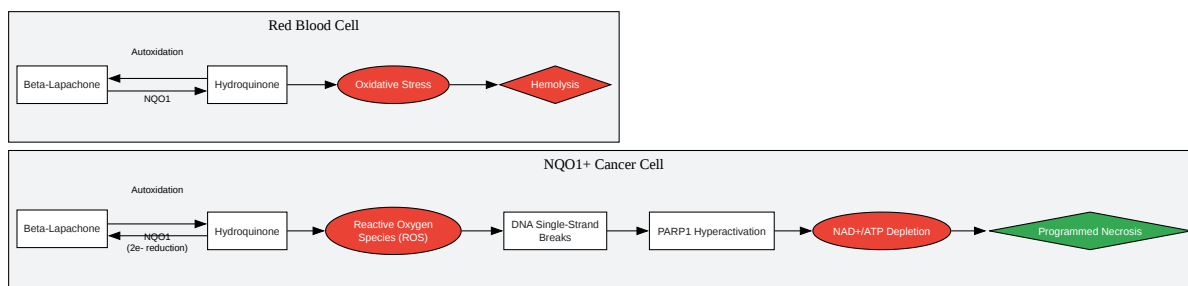 Red Blood Cell
Autoxidation
Beta-Lapachone
NQO1
Hydroquinone
Oxidative Stress
Hemolysis
NQO1+ Cancer Cell
Autoxidation
Beta-Lapachone
NQO1
(2e- reduction)
Hydroquinone
Reactive Oxygen
Species (ROS)
DNA Single-Strand
Breaks
PARP1 Hyperactivation
NAD+/ATP Depletion
Programmed Necrosis